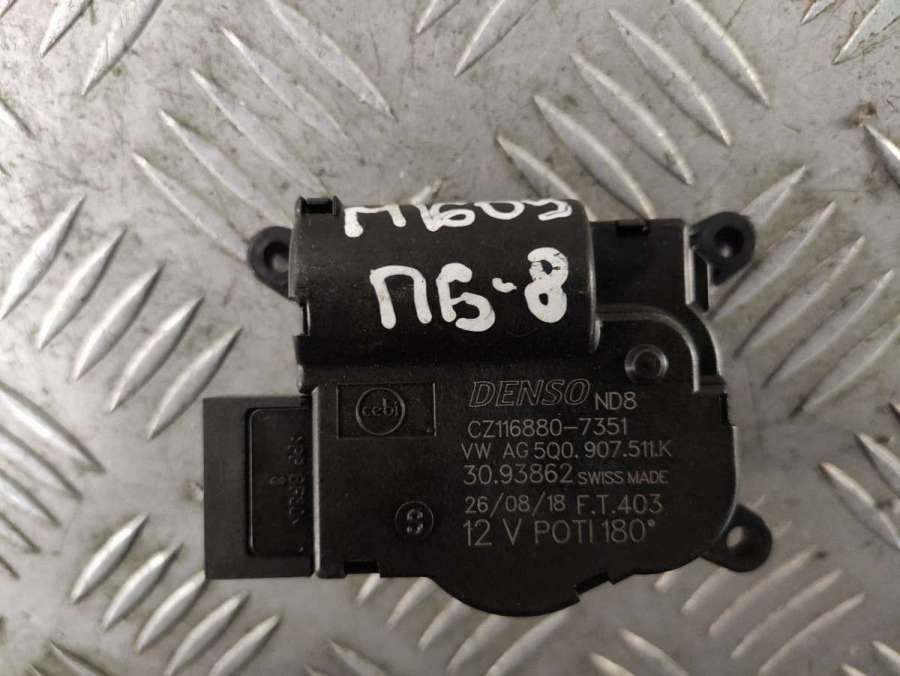 ПБ-8
cebi
DENSO ND8
CZ116880-7351
VW AG 5Q0.907.511.K
30.93862 SWISS MADE
26/08/18 F.T.403
12 V POTI 180°